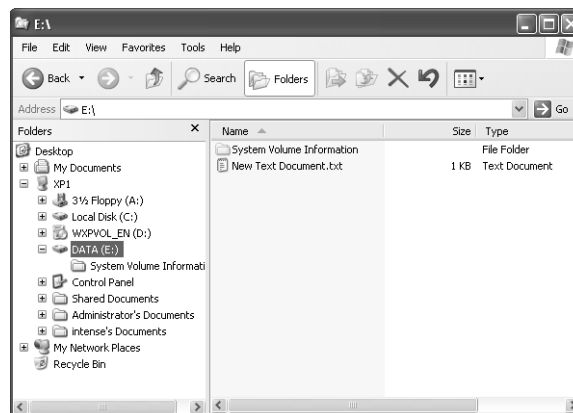 E:\
File Edit View Favorites Tools Help
Back Search Folders
Address E:\ Go
Folders × Name Size Type
Desktop
My Documents
XP1
3½ Floppy (A:)
Local Disk (C:)
WXPVOL_EN (D:)
DATA (E:)
System Volume Informati
Control Panel
Shared Documents
Administrator's Documents
intense's Documents
My Network Places
Recycle Bin
System Volume Information File Folder
New Text Document.txt 1 KB Text Document